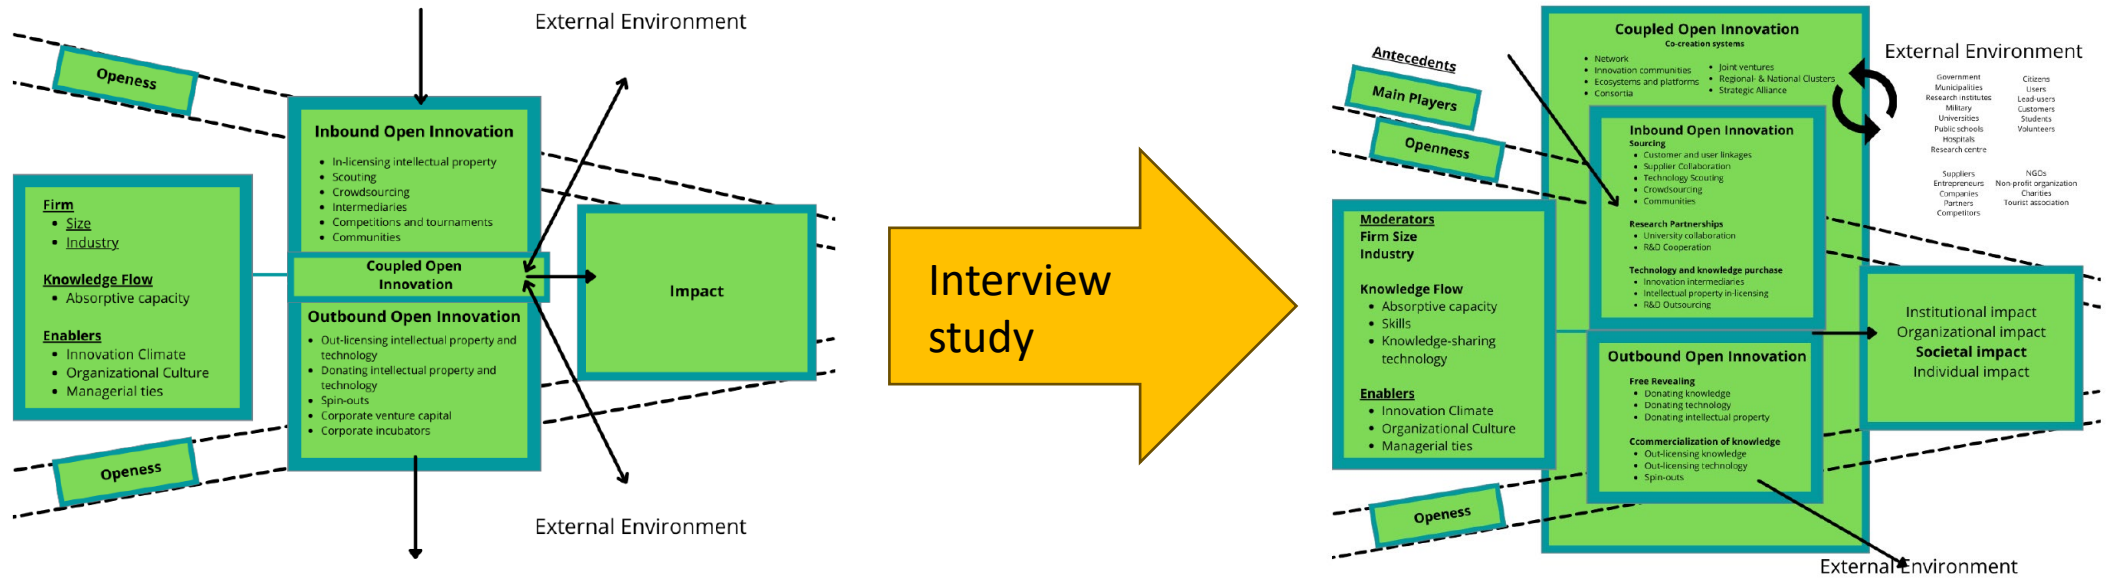 External Environment
Openess
Inbound Open Innovation
• In-licensing intellectual property
• Scouting
• Crowdsourcing
• Intermediaries
• Competitions and tournaments
• Communities
Firm
• Size
• Industry
Knowledge Flow
• Absorptive capacity
Enablers
• Innovation Climate
• Organizational Culture
• Managerial ties
Coupled Open
Innovation
Impact
Outbound Open Innovation
• Out-licensing intellectual property and
technology
• Donating intellectual property and
technology
• Spin-outs
• Corporate venture capital
• Corporate incubators
Openess
External Environment
Interview
study
Coupled Open Innovation
Co-creation systems
• Network
• Innovation communities
• Ecosystems and platforms
• Consortia
• Joint ventures
• Regional- & National Clusters
• Strategic Alliance
External Environment
Government
Municipalities
Research institutes
Military
Universities
Public schools
Hospitals
Research centre
Citizens
Users
Lead-users
Customers
Students
Volunteers
Suppliers
Entrepreneurs
Companies
Partners
Competitors
NGOs
Non-profit organization
Charities
Tourist association
Antecedents
Main Players
Openness
Inbound Open Innovation
Sourcing
• Customer and user linkages
• Supplier Collaboration
• Technology Scouting
• Crowdsourcing
• Communities
Research Partnerships
• University collaboration
• R&D Cooperation
Technology and knowledge purchase
• Innovation intermediaries
• Intellectual property in-licensing
• R&D Outsourcing
Moderators
Firm Size
Industry
Knowledge Flow
• Absorptive capacity
• Skills
• Knowledge-sharing
technology
Enablers
• Innovation Climate
• Organizational Culture
• Managerial ties
Institutional impact
Organizational impact
Societal impact
Individual impact
Outbound Open Innovation
Free Revealing
• Donating knowledge
• Donating technology
• Donating intellectual property
Ccommercialization of knowledge
• Out-licensing knowledge
• Out-licensing technology
• Spin-outs
Openess
External Environment